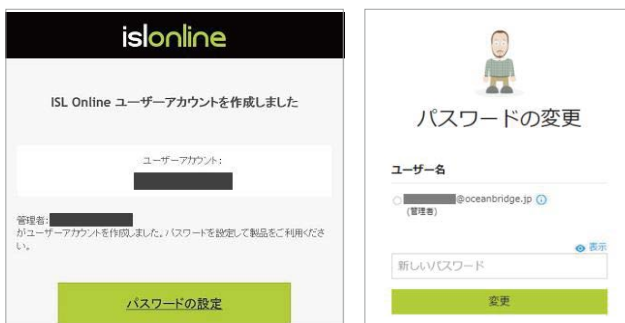 islonline
ISL Online ユーザーアカウントを作成しました
ユーザーアカウント:
管理者:
がユーザーアカウントを作成しました。パスワードを設定して製品をご利用くださ
い。
パスワードの設定
パスワードの変更
ユーザー名
@oceanbridge.jp
(管理者)
表示
新しいパスワード
変更